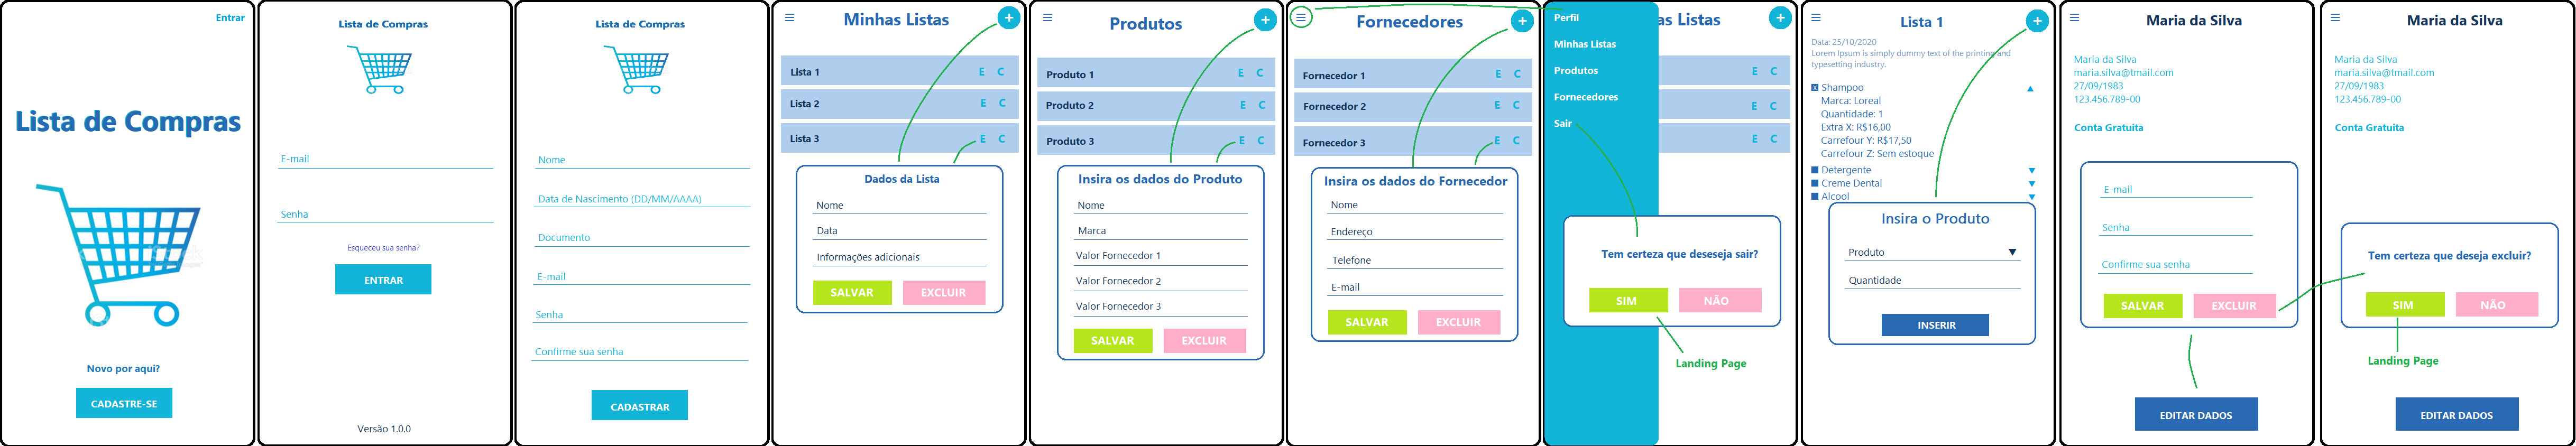 Entrar
Lista de Compras
Novo por aqui?
CADASTRE-SE
Lista de Compras
E-mail
Senha
Esqueceu sua senha?
ENTRAR
Versão 1.0.0
Lista de Compras
Nome
Data de Nascimento (DD/MM/AAAA)
Documento
E-mail
Senha
Confirme sua senha
CADASTRAR
Minhas Listas
+
Lista 1 E C
Lista 2 E C
Lista 3 E C
Dados da Lista
Nome
Data
Informações adicionais
SALVAR EXCLUIR
Produtos
+
Produto 1 E C
Produto 2 E C
Produto 3 E C
Insira os dados do Produto
Nome
Marca
Valor Fornecedor 1
Valor Fornecedor 2
Valor Fornecedor 3
SALVAR EXCLUIR
Fornecedores
+
Fornecedor 1 E C
Fornecedor 2 E C
Fornecedor 3 E C
Insira os dados do Fornecedor
Nome
Endereço
Telefone
E-mail
SALVAR EXCLUIR
Perfil
Minhas Listas
Produtos
Fornecedores
Sair
as Listas
+
E C
E C
E C
Tem certeza que deseseja sair?
SIM NÃO
Landing Page
Lista 1
+
Data: 25/10/2020
Lorem Ipsum is simply dummy text of the printing and
typesetting industry.
x Shampoo ▲
Marca: Loreal
Quantidade: 1
Extra X: R$16,00
Carrefour Y: R$17,50
Carrefour Z: Sem estoque
Detergente ▼
Creme Dental ▼
Alcool ▼
Insira o Produto
Produto ▼
Quantidade
INSERIR
Maria da Silva
Maria da Silva
maria.silva@tmail.com
27/09/1983
123.456.789-00
Conta Gratuita
E-mail
Senha
Confirme sua senha
SALVAR EXCLUIR
EDITAR DADOS
Maria da Silva
Maria da Silva
maria.silva@tmail.com
27/09/1983
123.456.789-00
Conta Gratuita
Tem certeza que deseja excluir?
SIM NÃO
Landing Page
EDITAR DADOS